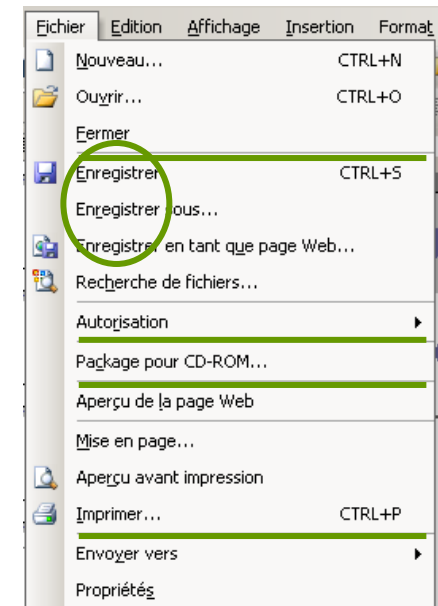 Fichier Edition Affichage Insertion Format
Nouveau... CTRL+N
Ouvrir... CTRL+O
Fermer
Enregistrer CTRL+S
Enregistrer sous...
Enregistrer en tant que page Web...
Recherche de fichiers...
Autorisation
Package pour CD-ROM...
Aperçu de la page Web
Mise en page...
Aperçu avant impression
Imprimer... CTRL+P
Envoyer vers
Propriétés